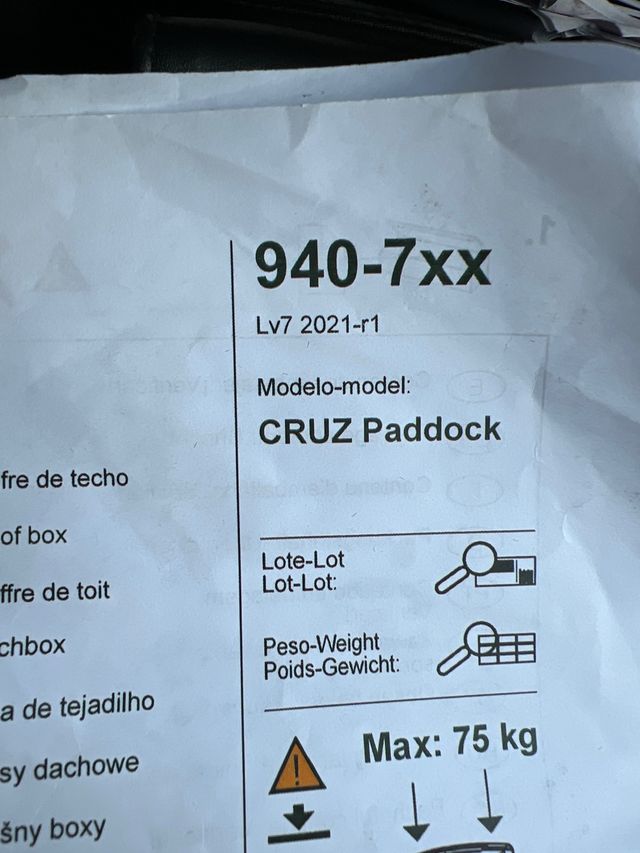 940-7xx
Lv7 2021-r1
Modelo-model:
CRUZ Paddock
fre de techo
of box
ffre de toit
chbox
a de tejadilho
sy dachowe
šny boxy
Lote-Lot
Lot-Lot:
Peso-Weight
Poids-Gewicht:
Max: 75 kg